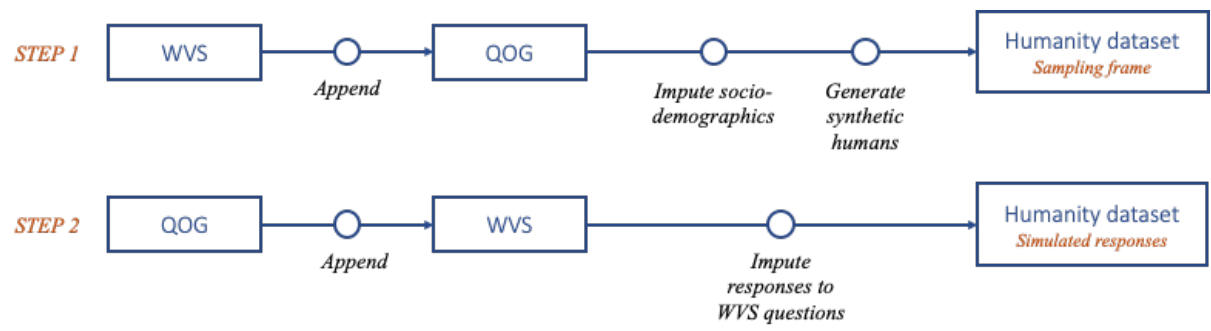 STEP 1
WVS
Append
QOG
Impute socio-
demographics
Generate
synthetic
humans
Humanity dataset
Sampling frame
STEP 2
QOG
Append
WVS
Impute
responses to
WVS questions
Humanity dataset
Simulated responses